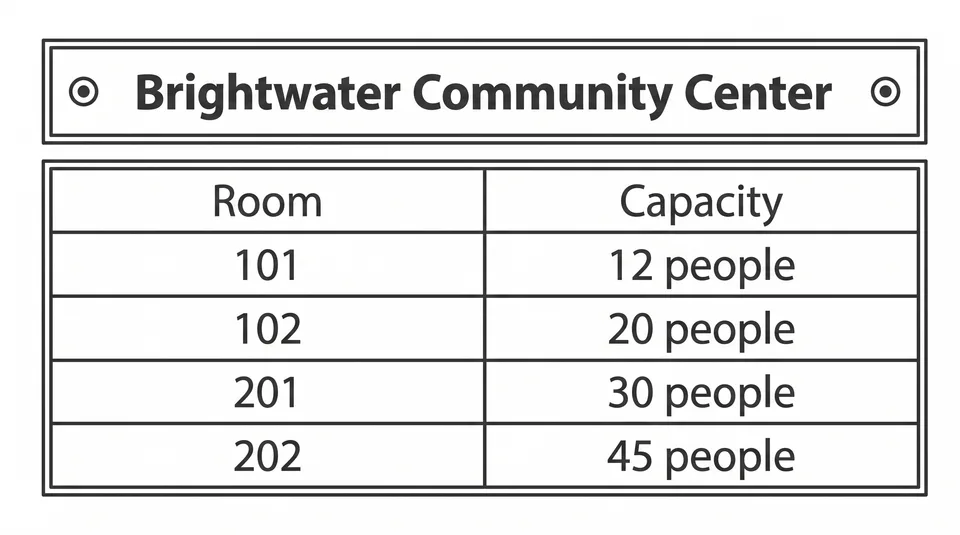 Brightwater Community Center
Room Capacity
101 12 people
102 20 people
201 30 people
202 45 people